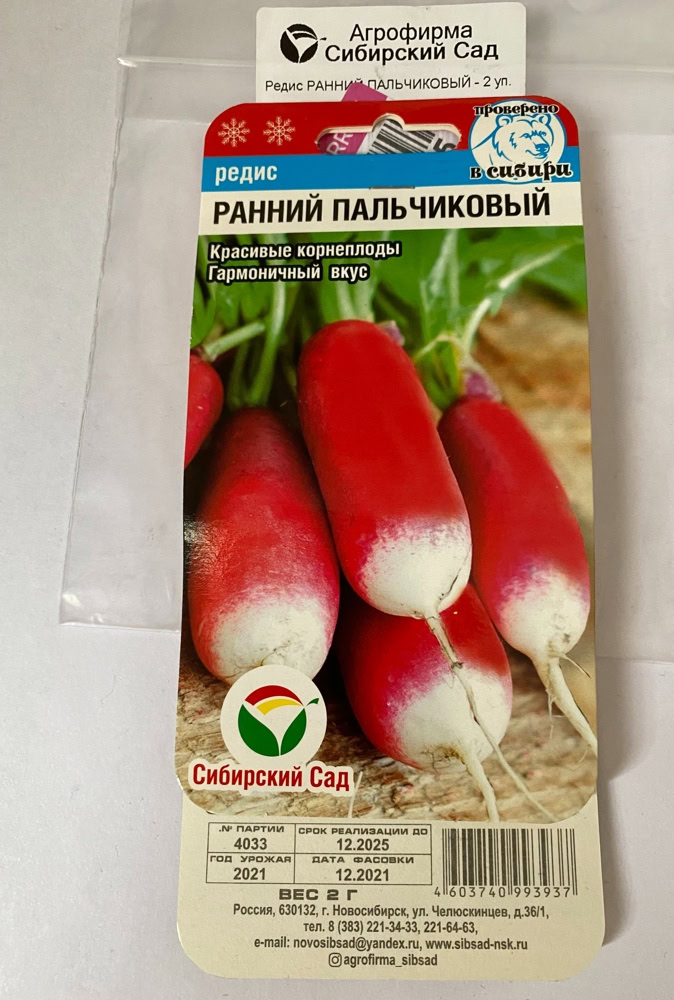 Агрофирма
Сибирский Сад
Редис РАННИЙ ПАЛЬЧИКОВЫЙ - 2 уп.
проверено
в сибири
редис
РАННИЙ ПАЛЬЧИКОВЫЙ
Красивые корнеплоды
Гармоничный вкус
Сибирский Сад
№ ПАРТИИ
4033
СРОК РЕАЛИЗАЦИИ ДО
12.2025
ГОД УРОЖАЯ
2021
ДАТА ФАСОВКИ
12.2021
4 603740 993937
ВЕС 2 Г
Россия, 630132, г. Новосибирск, ул. Челюскинцев, д.36/1,
тел. 8 (383) 221-34-33, 221-64-63,
e-mail: novosibsad@yandex.ru, www.sibsad-nsk.ru
agrofirma_sibsad